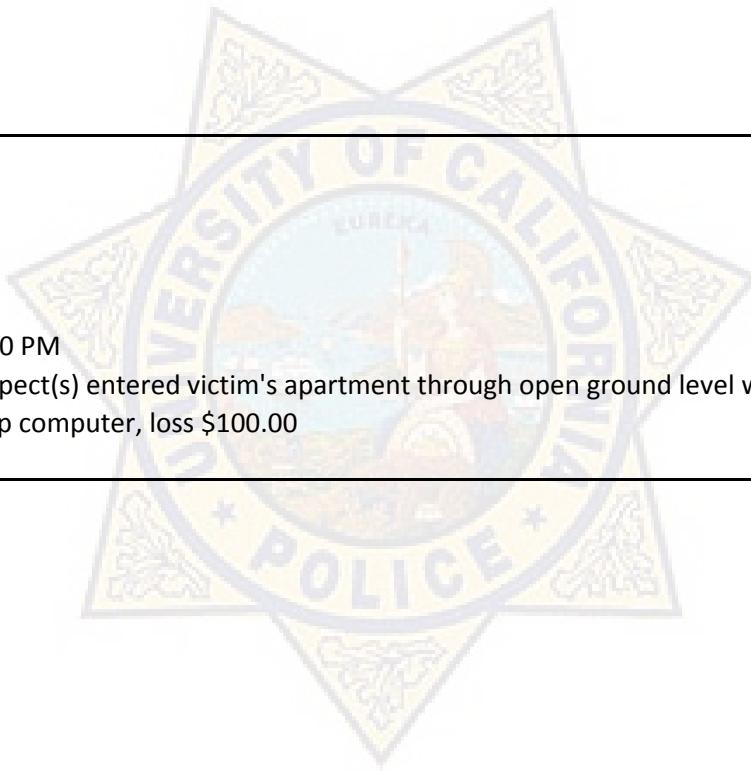 0 PM
pect(s) entered victim's apartment through open ground level
p computer, loss $100.00
UNIVERSITY OF CALIFORNIA
EUREKA
POLICE